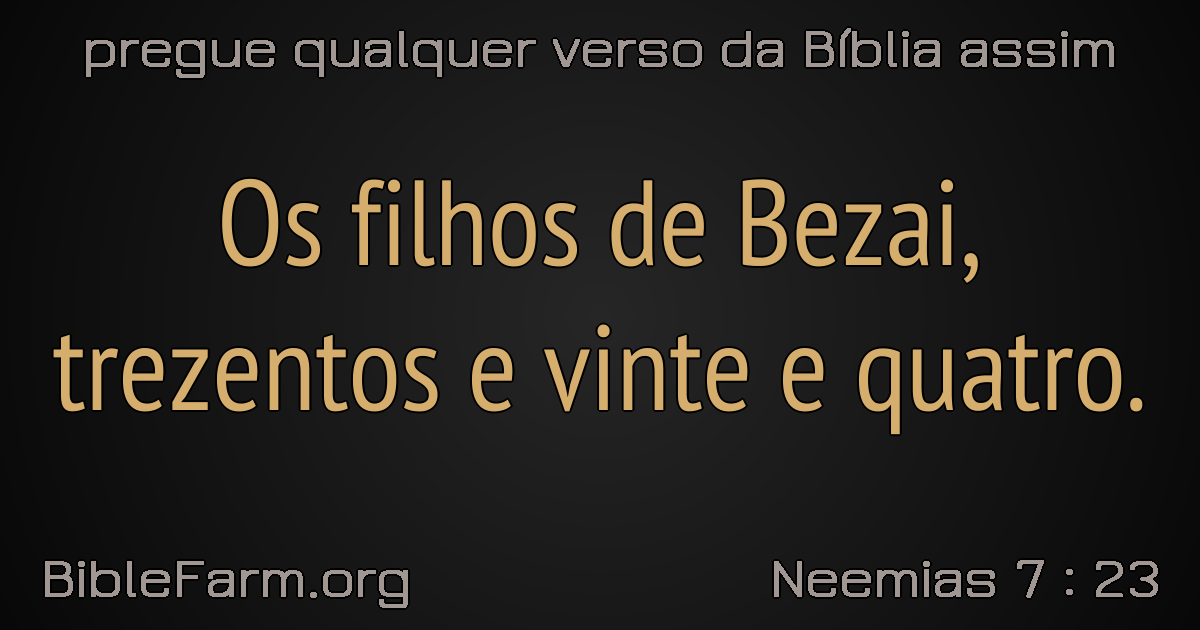 pregue qualquer verso da Bíblia assim
Os filhos de Bezai,
trezentos e vinte e quatro.
BibleFarm.org
Neemias 7 : 23